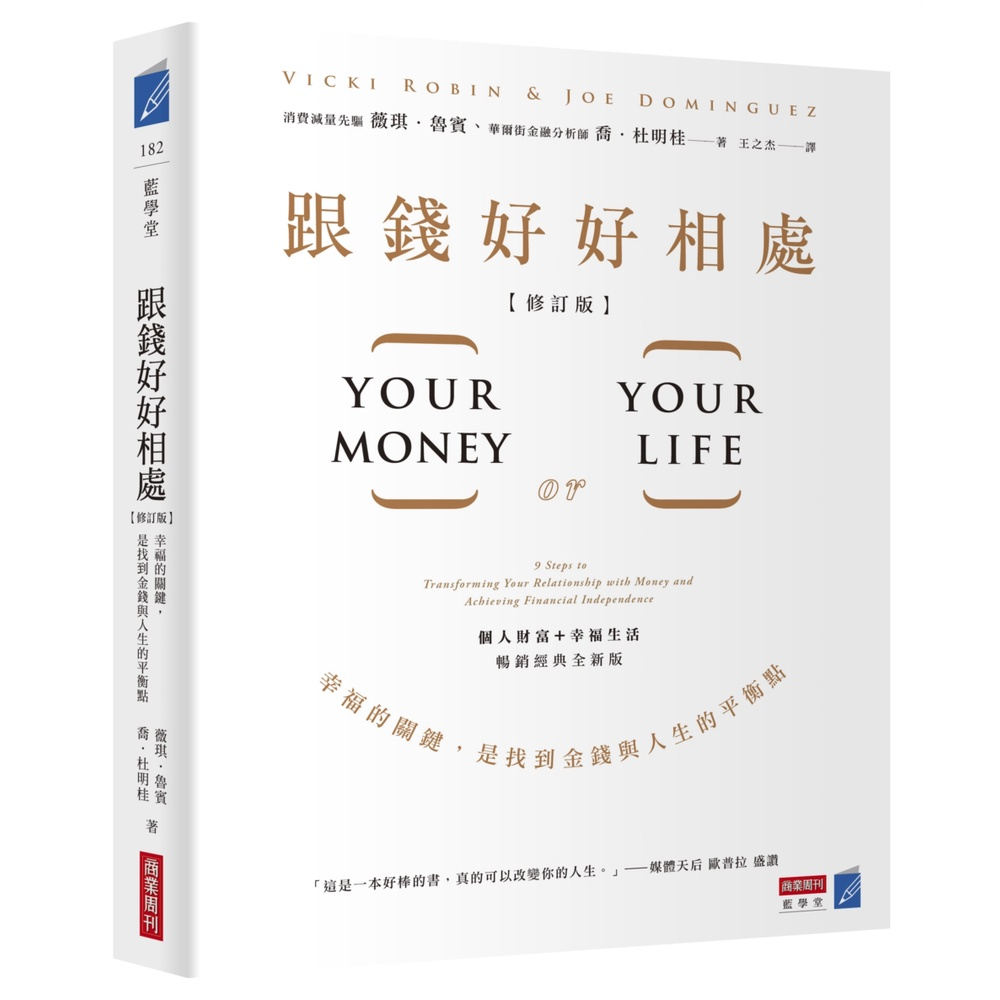 182
藍學堂
跟錢好好相處
【修訂版】
幸福的關鍵，
是找到金錢與人生的平衡點
薇琪．魯賓
喬．杜明桂
著
商業周刊
VICKI ROBIN & JOE DOMINGUEZ
消費減量先驅 薇琪．魯賓、華爾街金融分析師 喬．杜明桂——著 王之杰——譯
跟錢好好相處
【修訂版】
YOUR MONEY
or
YOUR LIFE
9 Steps to
Transforming Your Relationship with Money and
Achieving Financial Independence
個人財富＋幸福生活
暢銷經典全新版
幸福的關鍵，是找到金錢與人生的平衡點
「這是一本好棒的書，真的可以改變你的人生。」——媒體天后 歐普拉 盛讚
商業周刊
藍學堂